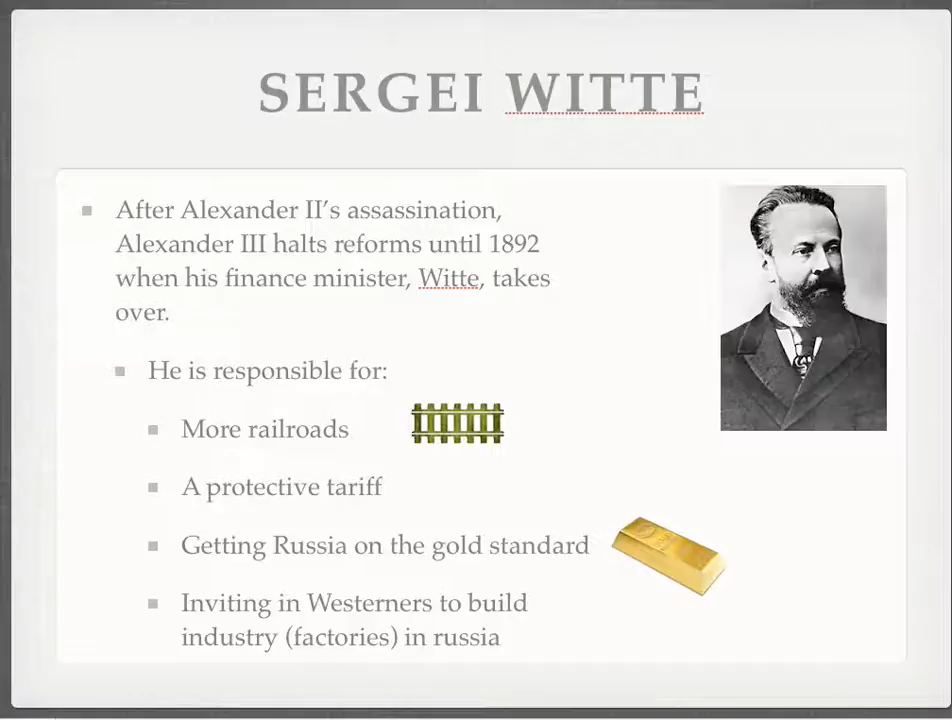 SERGEI WITTE
After Alexander II's assassination,
Alexander III halts reforms until 1892
when his finance minister, Witte, takes
over.
He is responsible for:
More railroads
A protective tariff
Getting Russia on the gold standard
Inviting in Westerners to build
industry (factories) in russia